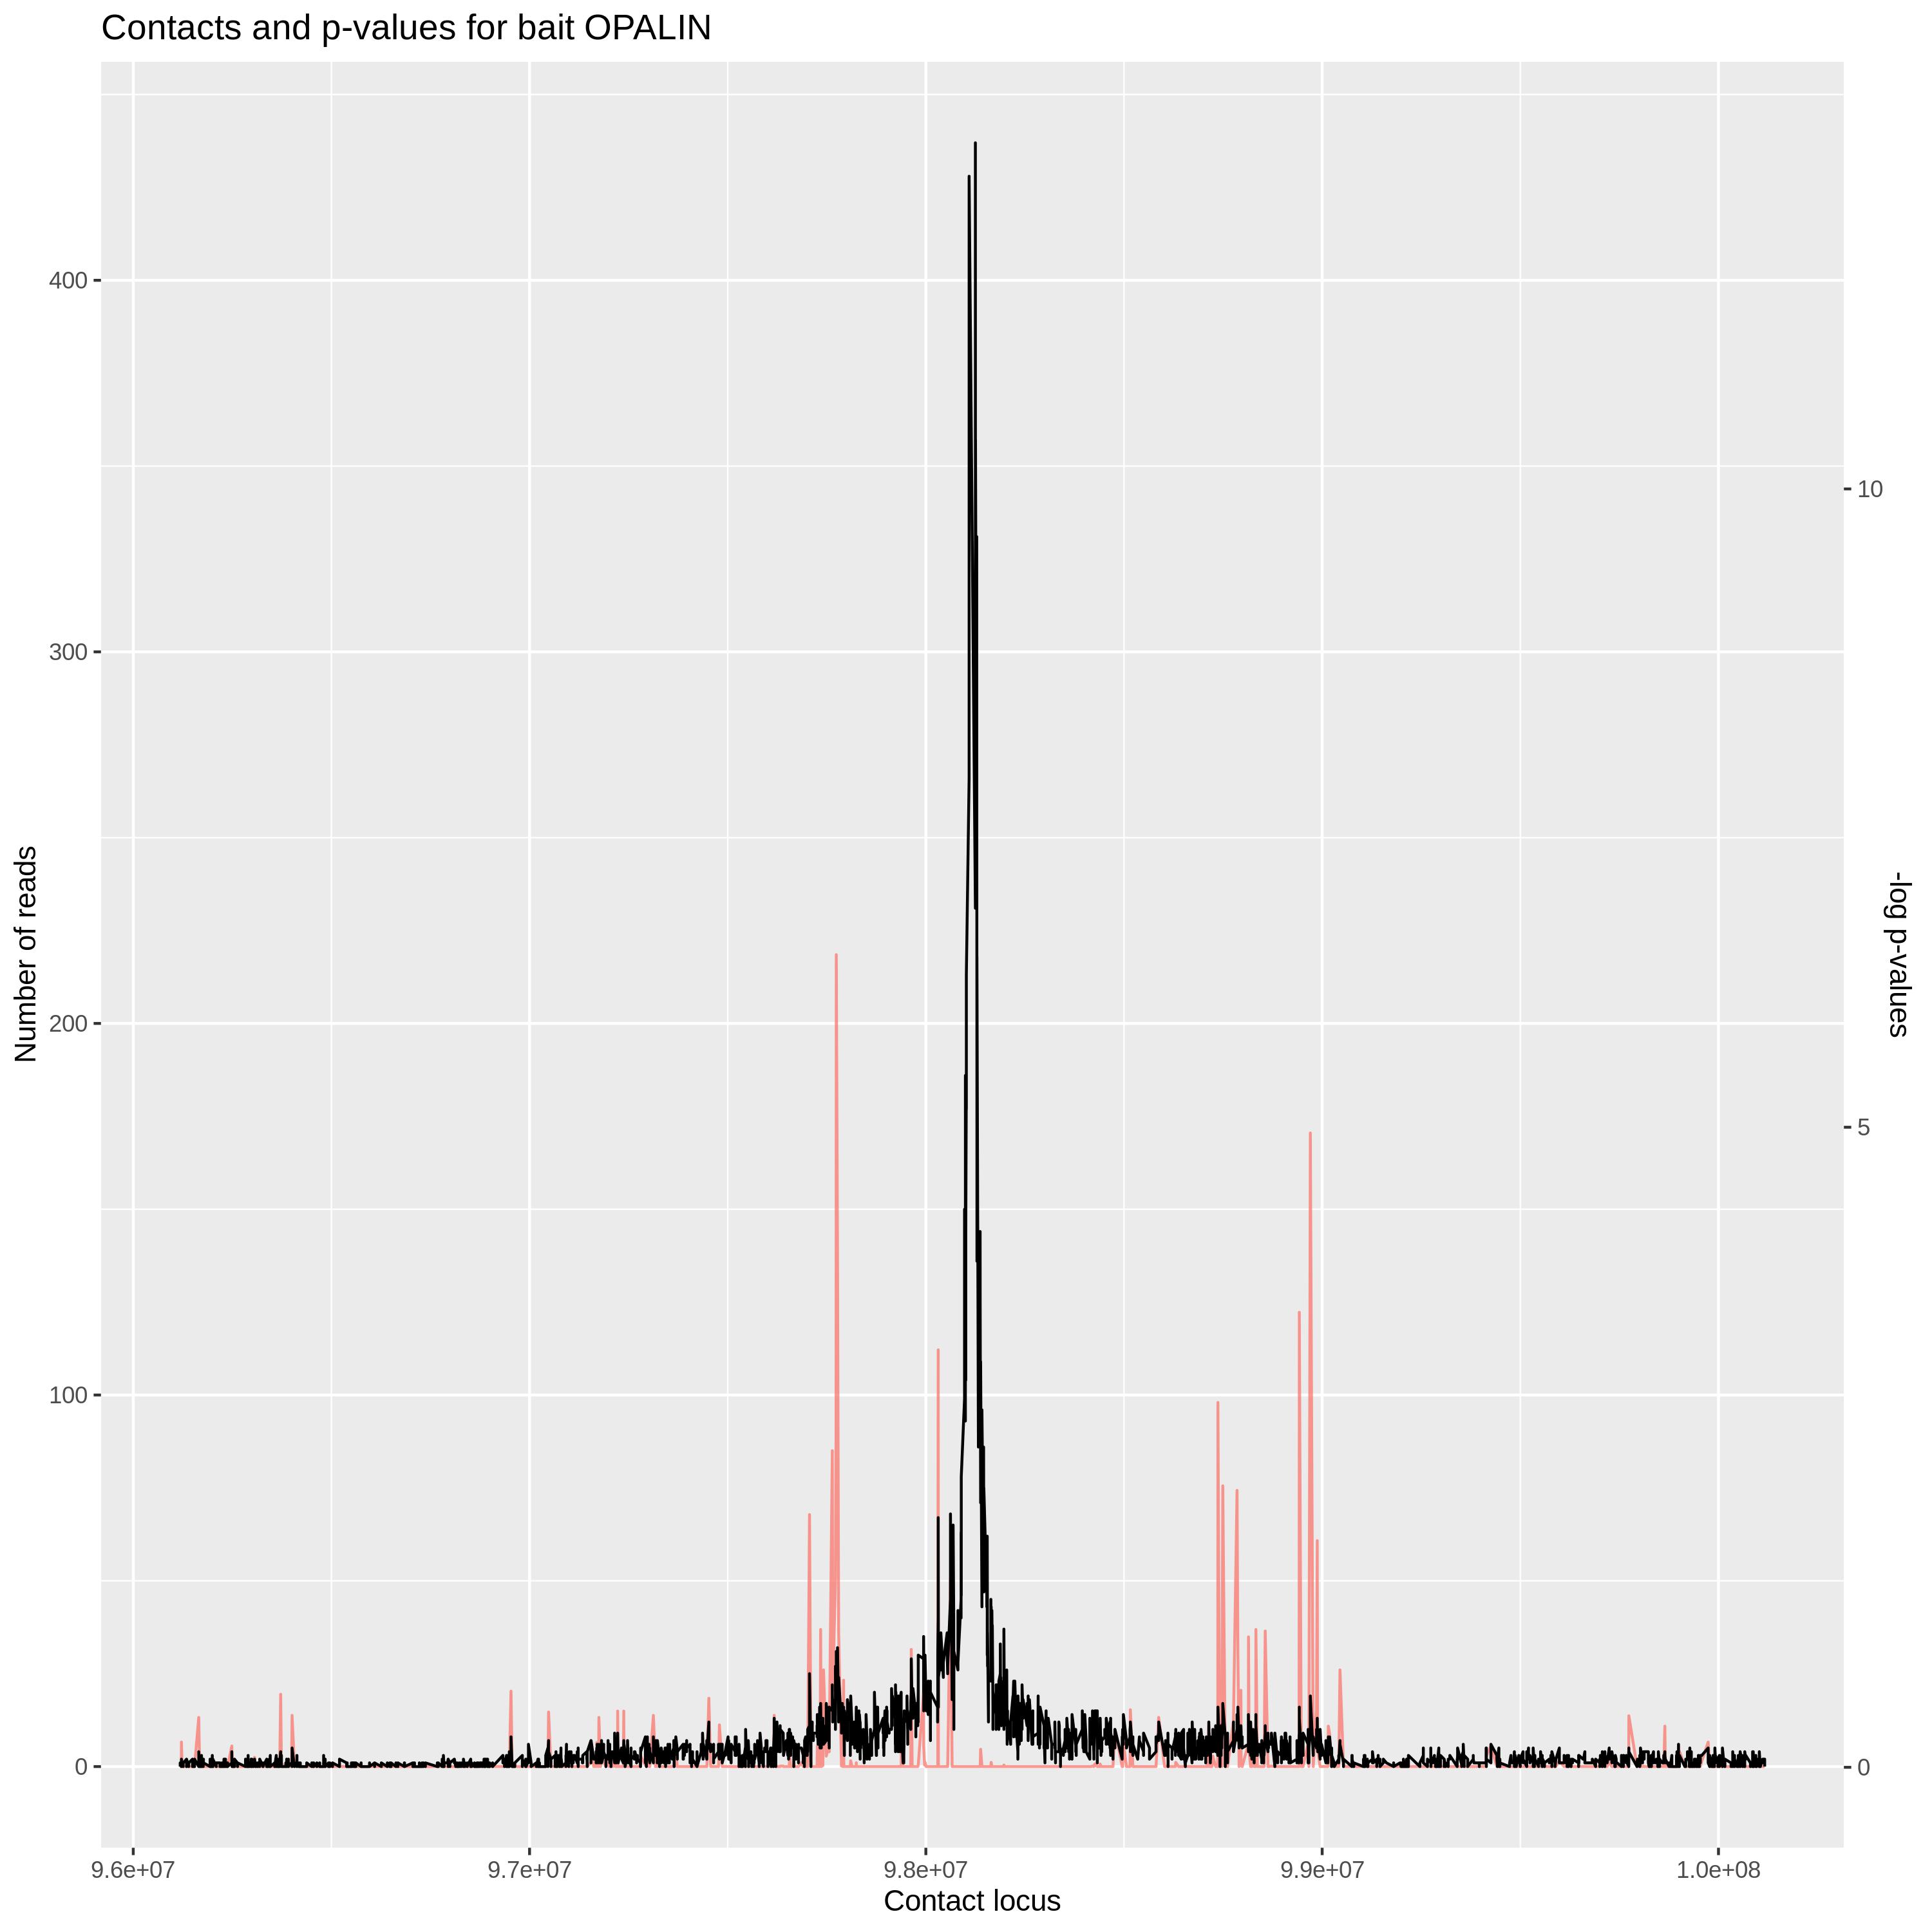 Contacts and p-values for bait OPALIN
Number of reads
400
300
200
100
0
10
5
0
-log p-values
9.6e+07
9.7e+07
9.8e+07
9.9e+07
1.0e+08
Contact locus